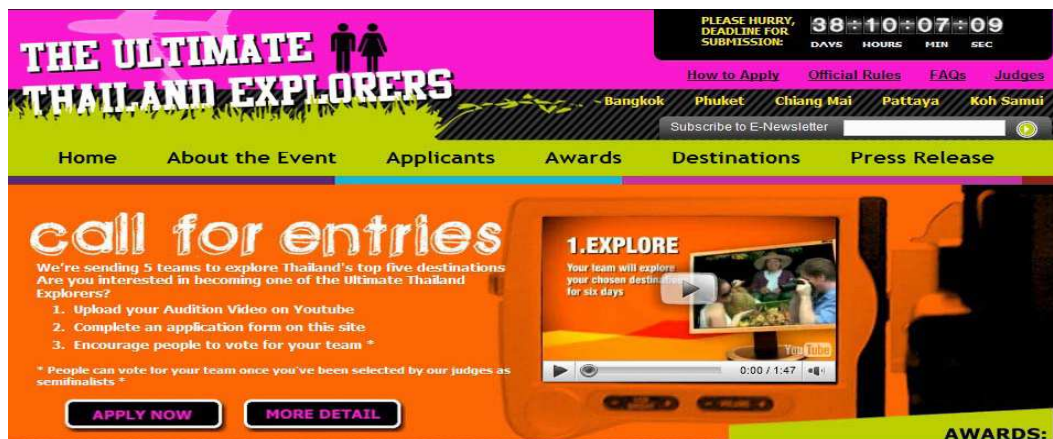 THE ULTIMATE
THAILAND EXPLORERS
PLEASE HURRY,
DEADLINE FOR
SUBMISSION:
38:10:07:09
DAYS HOURS MIN SEC
How to Apply Official Rules FAQs Judges
Bangkok Phuket Chiang Mai Pattaya Koh Samui
Subscribe to E-Newsletter
Home About the Event Applicants Awards Destinations Press Release
call for entries
We're sending 5 teams to explore Thailand's top five destinations
Are you interested in becoming one of the Ultimate Thailand
Explorers?
1. Upload your Audition Video on Youtube
2. Complete an application form on this site
3. Encourage people to vote for your team *
* People can vote for your team once you've been selected by our judges as
semifinalists *
APPLY NOW MORE DETAIL
1.EXPLORE
Your team will explore
your chosen destination
for six days
YouTube
0:00 / 1:47
VOLUME
AWARDS: